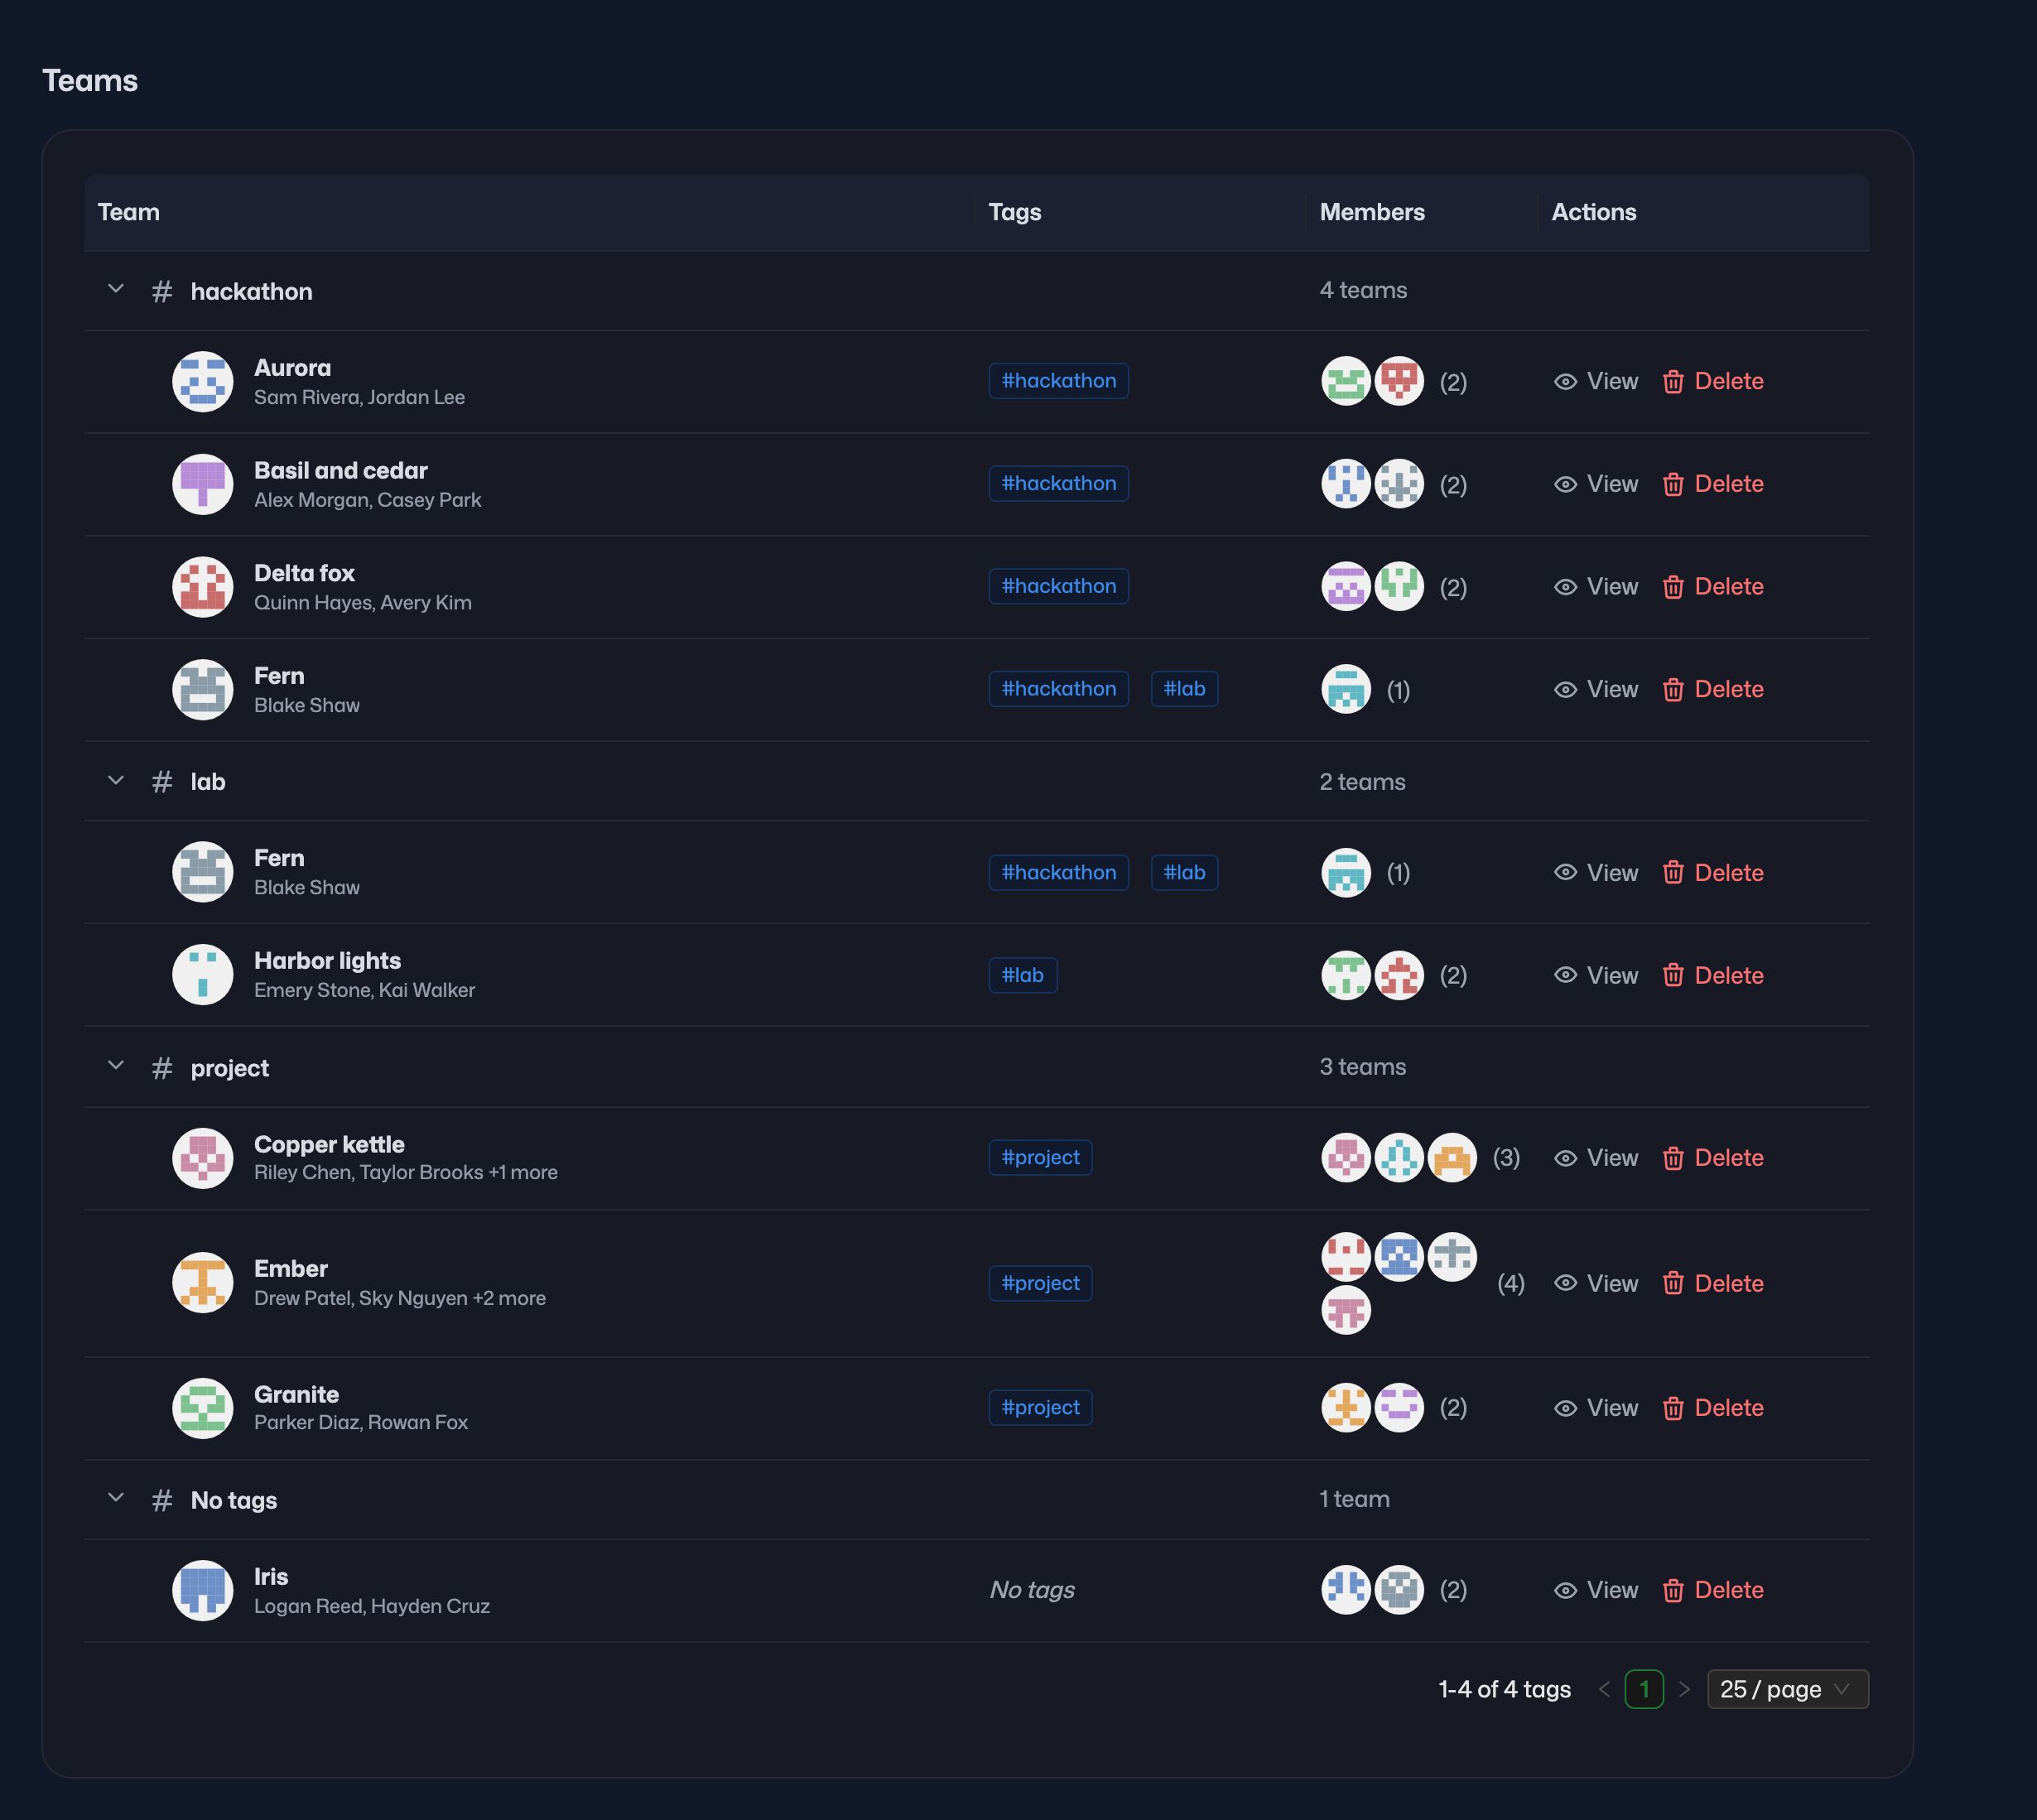 Teams
Team Tags Members Actions
# hackathon 4 teams
Aurora
Sam Rivera, Jordan Lee
#hackathon (2) View Delete
Basil and cedar
Alex Morgan, Casey Park
#hackathon (2) View Delete
Delta fox
Quinn Hayes, Avery Kim
#hackathon (2) View Delete
Fern
Blake Shaw
#hackathon #lab (1) View Delete
# lab 2 teams
Fern
Blake Shaw
#hackathon #lab (1) View Delete
Harbor lights
Emery Stone, Kai Walker
#lab (2) View Delete
# project 3 teams
Copper kettle
Riley Chen, Taylor Brooks +1 more
#project (3) View Delete
Ember
Drew Patel, Sky Nguyen +2 more
#project (4) View Delete
Granite
Parker Diaz, Rowan Fox
#project (2) View Delete
# No tags 1 team
Iris
Logan Reed, Hayden Cruz
No tags (2) View Delete
1-4 of 4 tags < 1 > 25 / page